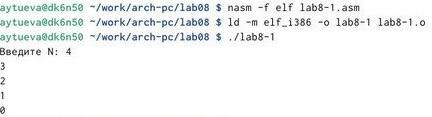 aytueva@dk6n50 ~/work/arch-pc/lab08 $ nasm -f elf lab8-1.asm
aytueva@dk6n50 ~/work/arch-pc/lab08 $ ld -m elf_i386 -o lab8-1 lab8-1.o
aytueva@dk6n50 ~/work/arch-pc/lab08 $ ./lab8-1
Введите N: 4
3
2
1
0